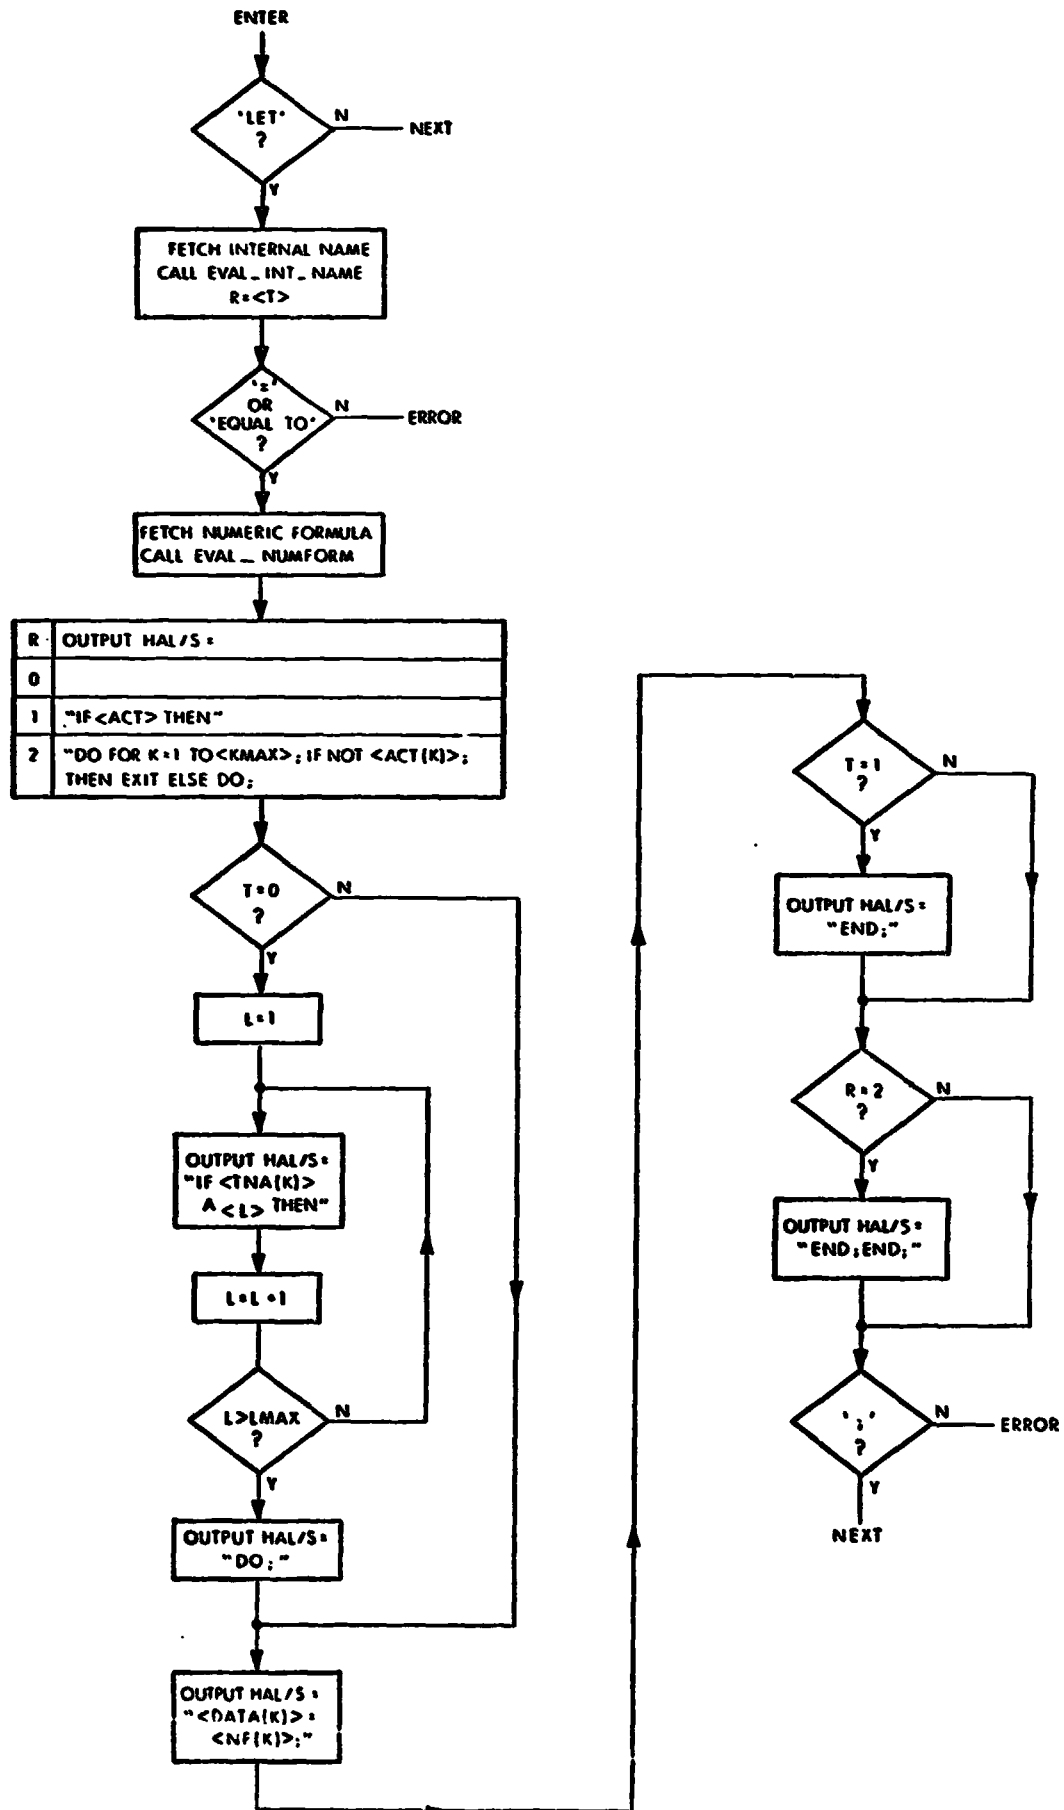 ENTER
"LET"
?
N
NEXT
Y
FETCH INTERNAL NAME
CALL EVAL_INT_NAME
R=<T>
'='
OR
"EQUAL TO"
?
N
ERROR
Y
FETCH NUMERIC FORMULA
CALL EVAL_NUMFORM
R OUTPUT HAL/S =
0
1 "IF <ACT> THEN"
2 "DO FOR K=1 TO <KMAX>; IF NOT <ACT(K)>;
THEN EXIT ELSE DO;
T=0
?
N
Y
L=1
OUTPUT HAL/S=
"IF <TNA(K)>
A <L> THEN"
L=L+1
L>LMAX
?
N
Y
OUTPUT HAL/S=
"DO;"
OUTPUT HAL/S =
"<DATA(K)> =
<NF(K)>;"
T=1
?
N
Y
OUTPUT HAL/S=
"END;"
R=2
?
N
Y
OUTPUT HAL/S=
"END;END;"
';'
?
N
ERROR
Y
NEXT